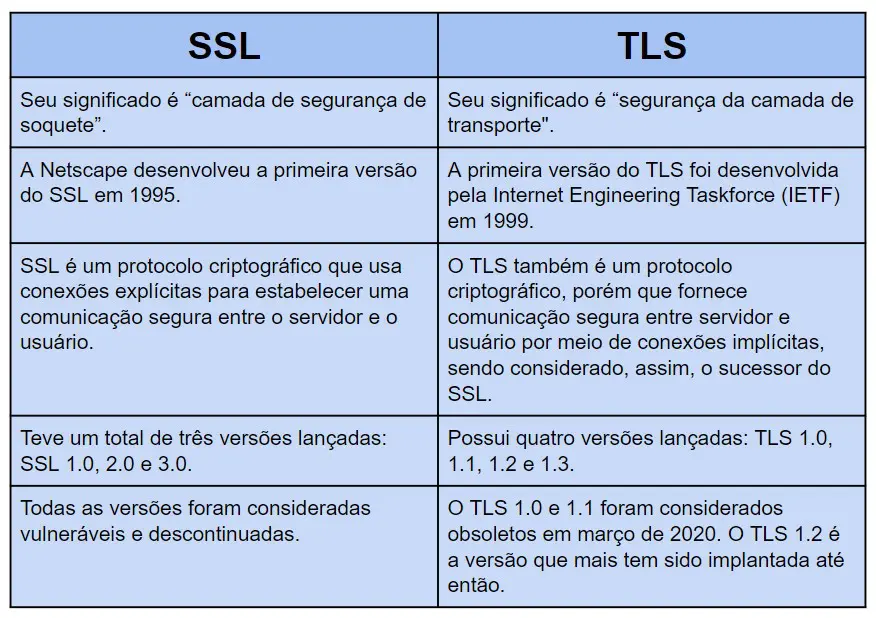 SSL
TLS
Seu significado é “camada de segurança de
soquete”.
Seu significado é “segurança da camada de
transporte".
A Netscape desenvolveu a primeira versão
do SSL em 1995.
A primeira versão do TLS foi desenvolvida
pela Internet Engineering Taskforce (IETF)
em 1999.
SSL é um protocolo criptográfico que usa
conexões explícitas para estabelecer uma
comunicação segura entre o servidor e o
usuário.
O TLS também é um protocolo
criptográfico, porém que fornece
comunicação segura entre servidor e
usuário por meio de conexões implícitas,
sendo considerado, assim, o sucessor do
SSL.
Teve um total de três versões lançadas:
SSL 1.0, 2.0 e 3.0.
Possui quatro versões lançadas: TLS 1.0,
1.1, 1.2 e 1.3.
Todas as versões foram consideradas
vulneráveis e descontinuadas.
O TLS 1.0 e 1.1 foram considerados
obsoletos em março de 2020. O TLS 1.2 é
a versão que mais tem sido implantada até
então.